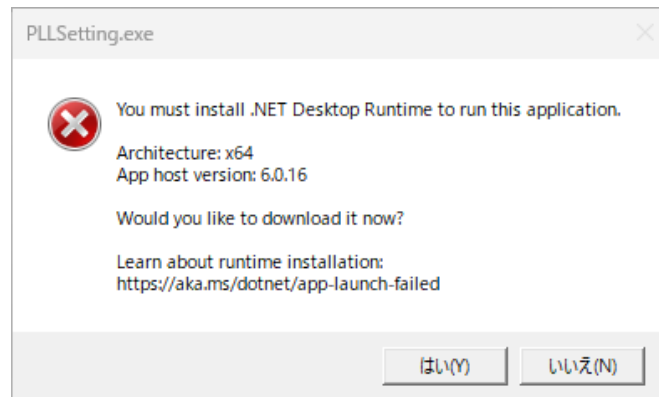 PLLSetting.exe
You must install .NET Desktop Runtime to run this application.
Architecture: x64
App host version: 6.0.16
Would you like to download it now?
Learn about runtime installation:
https://aka.ms/dotnet/app-launch-failed
はい(Y) いいえ(N)